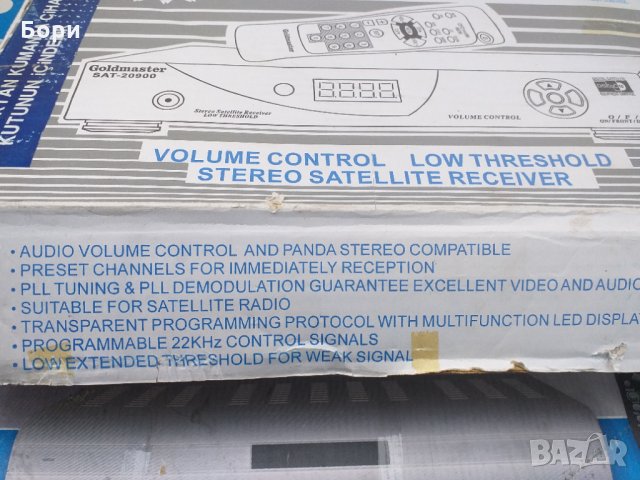 Бори
KUTUNUN İÇİNDE
Goldmaster
Goldmaster
SAT-20900
Stereo Satellite Receiver
LOW THRESHOLD
VOLUME CONTROL
VOLUME CONTROL LOW THRESHOLD
STEREO SATELLITE RECEIVER
• AUDIO VOLUME CONTROL AND PANDA STEREO COMPATIBLE
• PRESET CHANNELS FOR IMMEDIATELY RECEPTION
• PLL TUNING & PLL DEMODULATION GUARANTEE EXCELLENT VIDEO AND AUDIO
• SUITABLE FOR SATELLITE RADIO
• TRANSPARENT PROGRAMMING PROTOCOL WITH MULTIFUNCTION LED DISPLA
• PROGRAMMABLE 22KHz CONTROL SIGNALS
• LOW EXTENDED THRESHOLD FOR WEAK SIGNAL
BAZAR